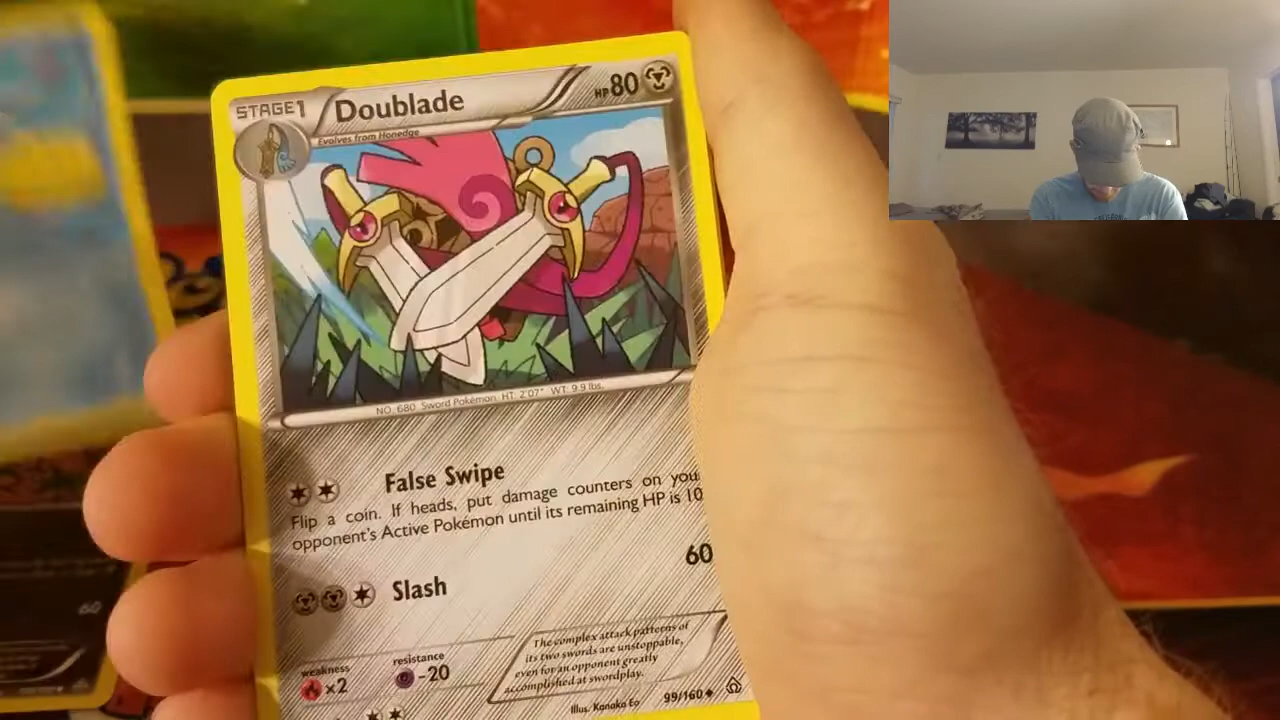 STAGE1 Doublade HP80
Evolves from Honedge
NO. 680 Sword Pokémon HT: 2'07" WT: 9.9 lbs.
False Swipe
Flip a coin. If heads, put damage counters on you
opponent's Active Pokémon until its remaining HP is 10
Slash 60
weakness resistance
×2 -20
The complex attack patterns of
its two swords are unstoppable,
even for an opponent greatly
accomplished at swordplay.
Illus. Kanako Eo 99/160
60